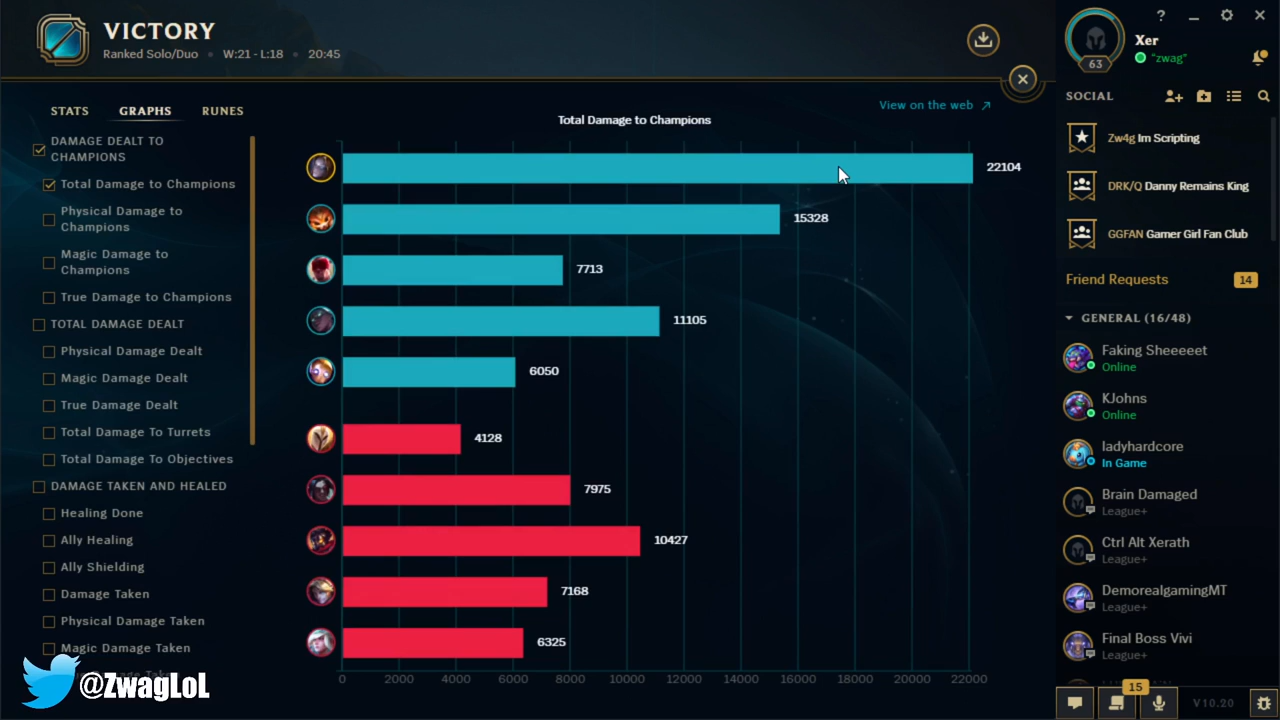 VICTORY
Ranked Solo/Duo • W:21 - L:18 • 20:45
STATS
GRAPHS
RUNES
View on the web
DAMAGE DEALT TO
CHAMPIONS
Total Damage to Champions
Physical Damage to
Champions
Magic Damage to
Champions
True Damage to Champions
TOTAL DAMAGE DEALT
Physical Damage Dealt
Magic Damage Dealt
True Damage Dealt
Total Damage To Turrets
Total Damage To Objectives
DAMAGE TAKEN AND HEALED
Healing Done
Ally Healing
Ally Shielding
Damage Taken
Physical Damage Taken
Magic Damage Taken
@ZwagLoL
Total Damage to Champions
22104
15328
7713
11105
6050
4128
7975
10427
7168
6325
0 2000 4000 6000 8000 10000 12000 14000 16000 18000 20000 22000
?
63
Xer
"zwag"
SOCIAL
Zw4g Im Scripting
DRK/Q Danny Remains King
GGFAN Gamer Girl Fan Club
Friend Requests 14
GENERAL (16/48)
Faking Sheeeeet
Online
KJohns
Online
ladyhardcore
In Game
Brain Damaged
League+
Ctrl Alt Xerath
League+
DemorealgamingMT
League+
Final Boss Vivi
League+
15
V10.20